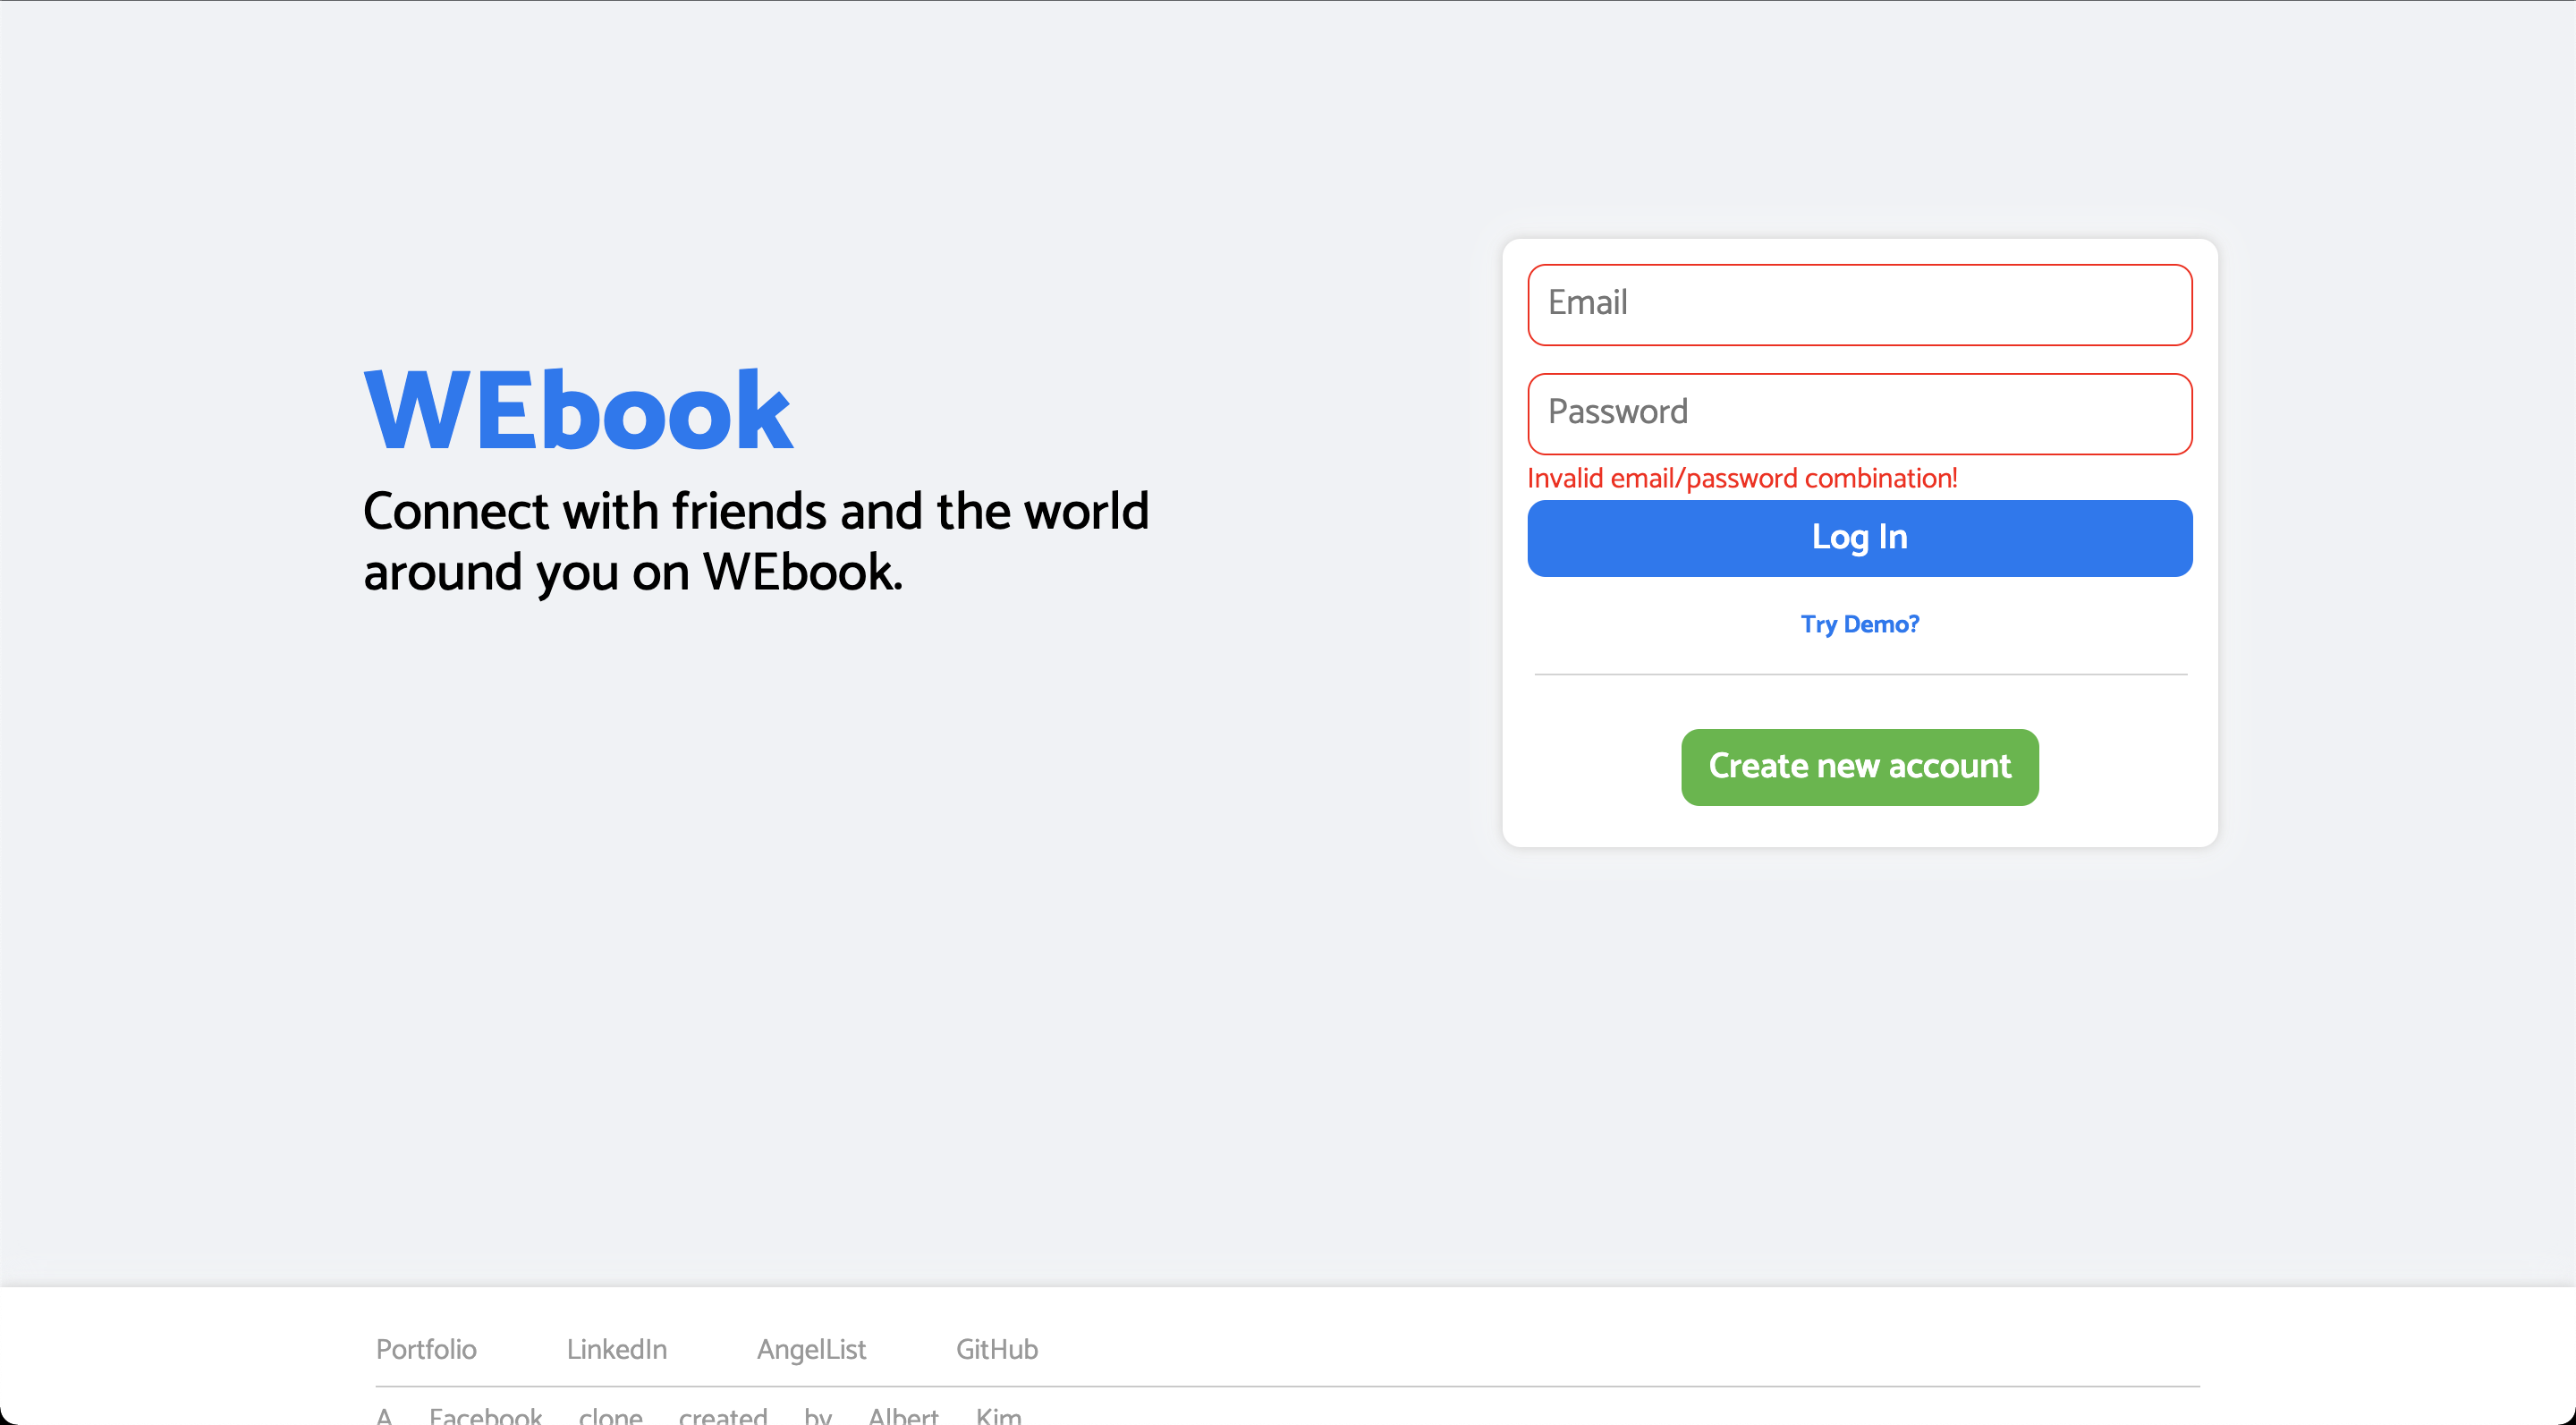 WEbook
Connect with friends and the world
around you on WEbook.
Email
Password
Invalid email/password combination!
Log In
Try Demo?
Create new account
Portfolio LinkedIn AngelList GitHub
A Facebook clone created by Albert Kim